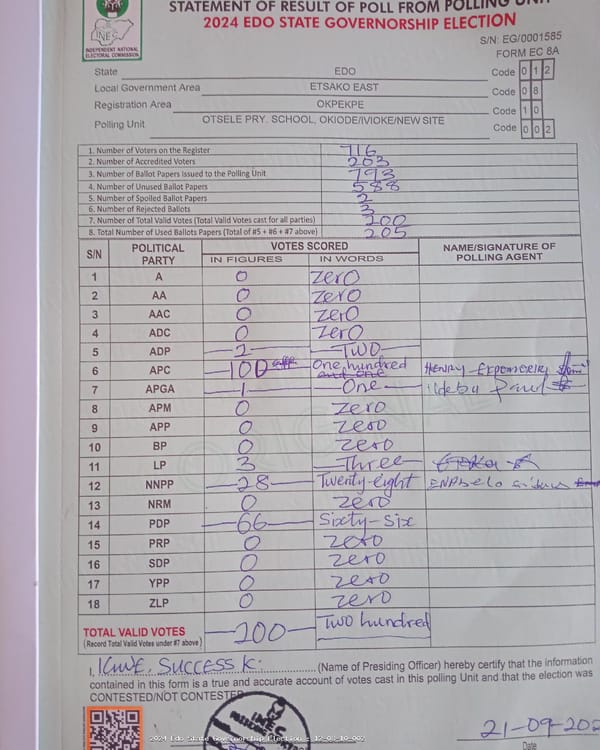 STATEMENT OF RESULT OF POLL FROM POLLING UNIT
2024 EDO STATE GOVERNORSHIP ELECTION
INEC
INDEPENDENT NATIONAL ELECTORAL COMMISSION
S/N: EG/0001585
FORM EC 8A
State EDO Code 0 1 2
Local Government Area ETSAKO EAST Code 0 8
Registration Area OKPEKPE Code 1 0
Polling Unit OTSELE PRY. SCHOOL, OKIODE/IVIOKE/NEW SITE Code 0 0 2
1. Number of Voters on the Register 716
2. Number of Accredited Voters 203
3. Number of Ballot Papers Issued to the Polling Unit 793
4. Number of Unused Ballot Papers 588
5. Number of Spoiled Ballot Papers 2
6. Number of Rejected Ballots 3
7. Number of Total Valid Votes (Total Valid Votes cast for all parties) 200
8. Total Number of Used Ballots Papers (Total of #5 + #6 + #7 above) 205
S/N POLITICAL PARTY VOTES SCORED NAME/SIGNATURE OF POLLING AGENT
IN FIGURES IN WORDS
1 A 0 Zero
2 AA 0 Zero
3 AAC 0 Zero
4 ADC 0 Zero
5 ADP 2 Two
6 APC 100 One hundred HENRY
7 APGA 1 One
8 APM 0 Zero
9 APP 0 Zero
10 BP 0 Zero
11 LP 3 Three
12 NNPP 28 Twenty-eight
13 NRM 0 Zero
14 PDP 66 Sixty-Six
15 PRP 0 Zero
16 SDP 0 Zero
17 YPP 0 Zero
18 ZLP 0 Zero
TOTAL VALID VOTES 200 Two hundred
(Record Total Valid Votes under #7 above)
I, SUCCESS K. (Name of Presiding Officer) hereby certify that the information
contained in this form is a true and accurate account of votes cast in this polling Unit and that the election was
CONTESTED/NOT CONTESTED
21-09-202
2024 Edo State Governorship Election - 12-08-10-002
Date